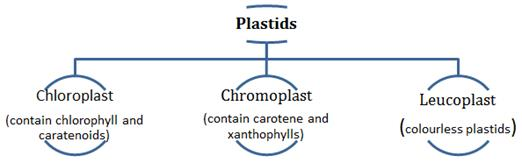 Plastids
Chloroplast
(contain chlorophyll and
caratenoids)
Chromoplast
(contain carotene and
xanthophylls)
Leucoplast
(colourless plastids)